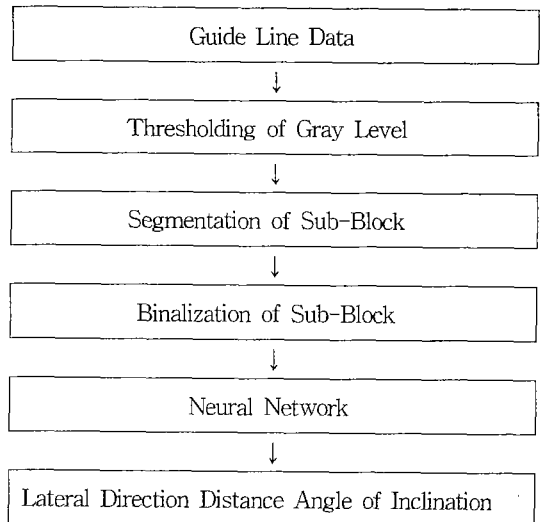 Guide Line Data
↓
Thresholding of Gray Level
↓
Segmentation of Sub-Block
↓
Binalization of Sub-Block
↓
Neural Network
↓
Lateral Direction Distance Angle of Inclination